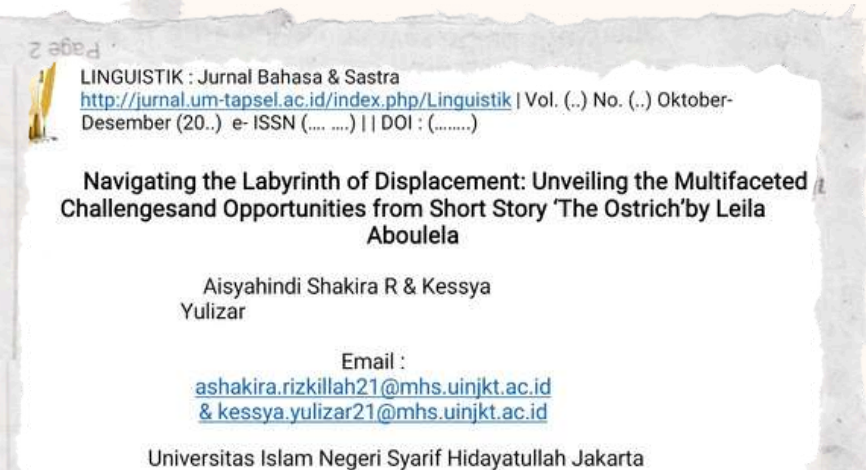 Page 2
LINGUISTIK : Jurnal Bahasa & Sastra
http://jurnal.um-tapsel.ac.id/index.php/Linguistik | Vol. (..) No. (..) Oktober-
Desember (20..) e- ISSN (.... ....) | | DOI : (........)
Navigating the Labyrinth of Displacement: Unveiling the Multifaceted
Challengesand Opportunities from Short Story ‘The Ostrich’by Leila
Aboulela
Aisyahindi Shakira R & Kessya
Yulizar
Email :
ashakira.rizkillah21@mhs.uinjkt.ac.id
& kessya.yulizar21@mhs.uinjkt.ac.id
Universitas Islam Negeri Syarif Hidayatullah Jakarta